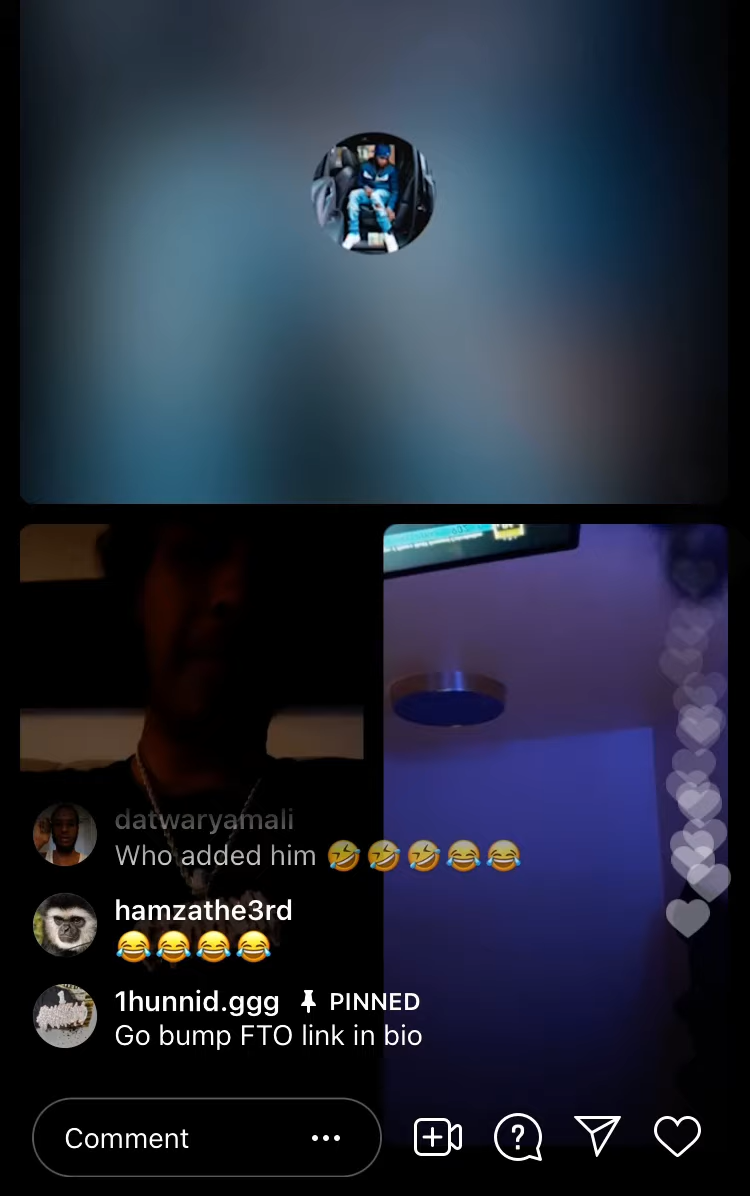 datwaryamali
Who added him 🤣🤣🤣😂😂
hamzathe3rd
😂😂😂😂
1hunnid.ggg PINNED
Go bump FTO link in bio
Comment